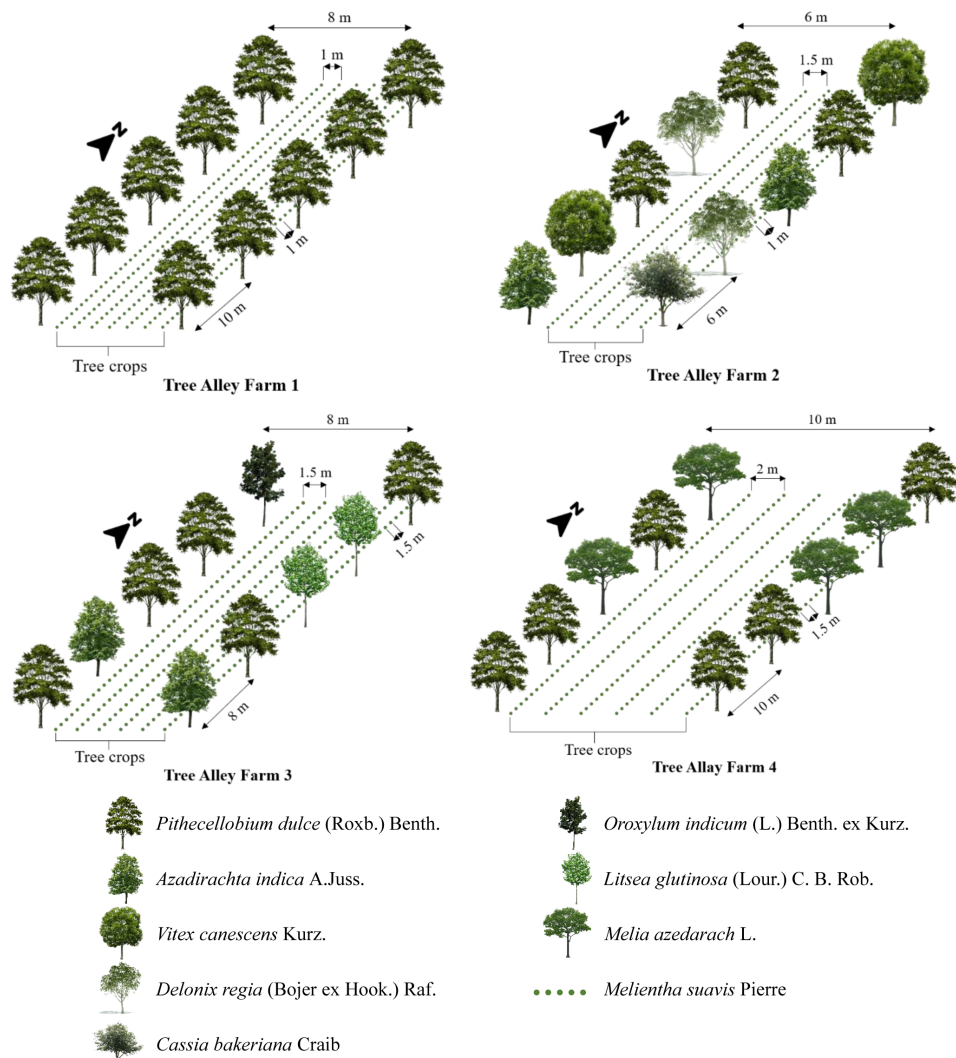 8 m
1 m
N
1 m
10 m
Tree crops
Tree Alley Farm 1
6 m
1.5 m
N
1 m
6 m
Tree crops
Tree Alley Farm 2
8 m
1.5 m
N
1.5 m
8 m
Tree crops
Tree Alley Farm 3
10 m
2 m
N
1.5 m
10 m
Tree crops
Tree Allay Farm 4
Pithecellobium dulce (Roxb.) Benth.
Azadirachta indica A.Juss.
Vitex canescens Kurz.
Delonix regia (Bojer ex Hook.) Raf.
Cassia bakeriana Craib
Oroxylum indicum (L.) Benth. ex Kurz.
Litsea glutinosa (Lour.) C. B. Rob.
Melia azedarach L.
Melientha suavis Pierre